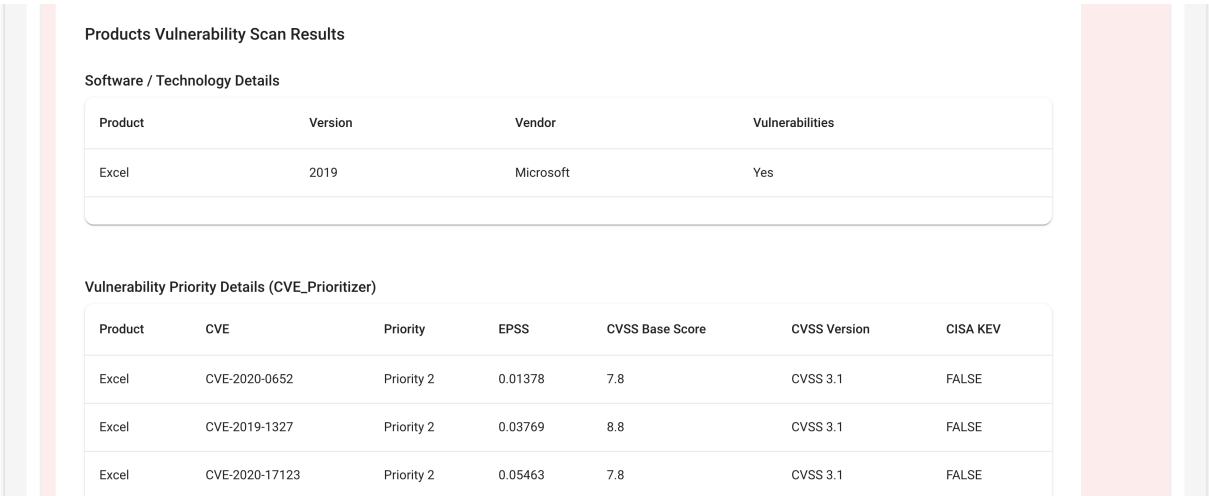 Products Vulnerability Scan Results
Software / Technology Details
Product Version Vendor Vulnerabilities
Excel 2019 Microsoft Yes
Vulnerability Priority Details (CVE_Prioritizer)
Product CVE Priority EPSS CVSS Base Score CVSS Version CISA KEV
Excel CVE-2020-0652 Priority 2 0.01378 7.8 CVSS 3.1 FALSE
Excel CVE-2019-1327 Priority 2 0.03769 8.8 CVSS 3.1 FALSE
Excel CVE-2020-17123 Priority 2 0.05463 7.8 CVSS 3.1 FALSE